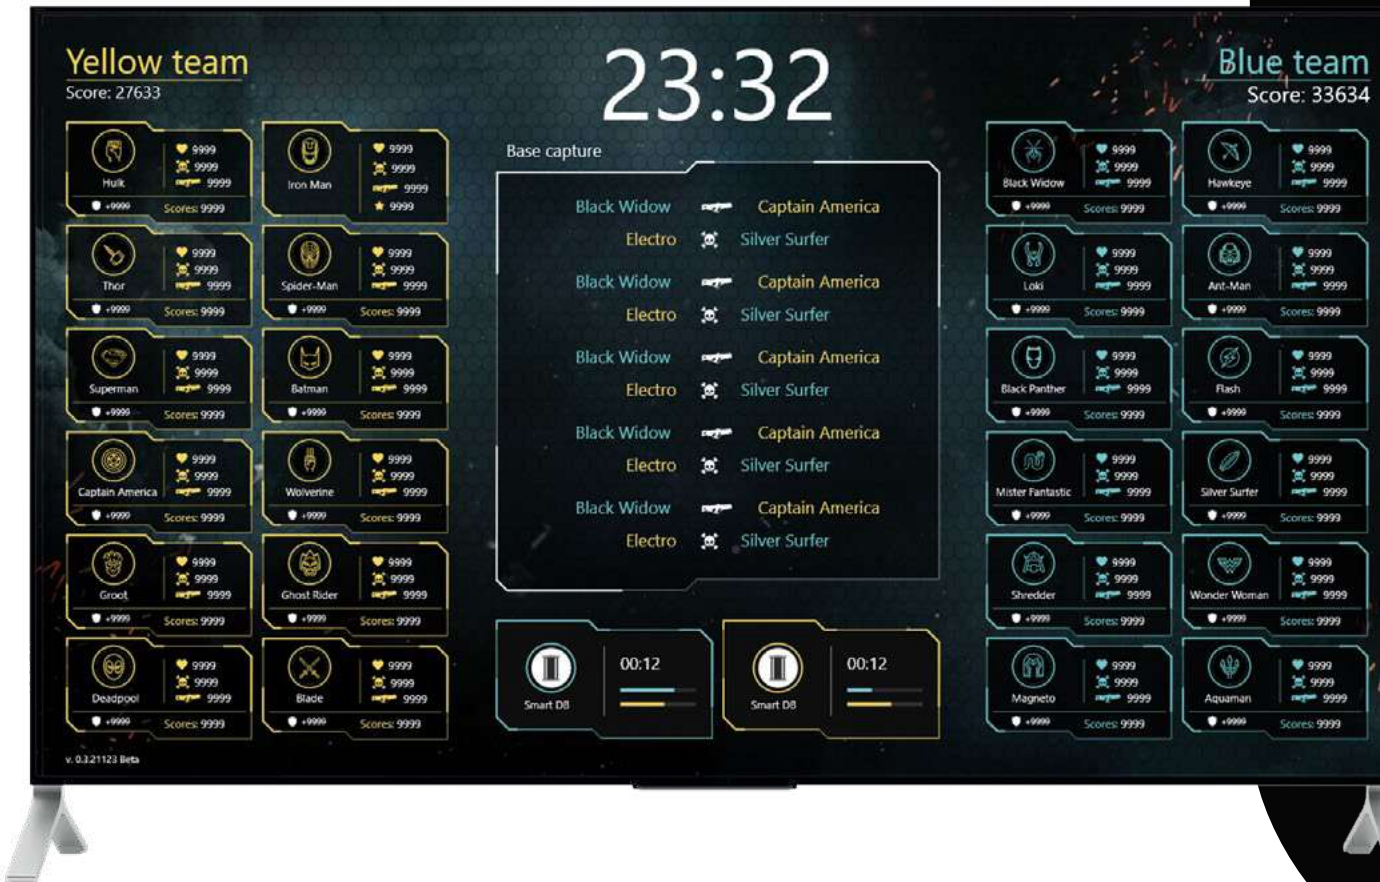 Yellow team
Score: 27633
23:32
Blue team
Score: 33634
Hulk
9999
9999
9999
+9999
Scores: 9999
Iron Man
9999
9999
9999
9999
Thor
9999
9999
9999
+9999
Scores: 9999
Spider-Man
9999
9999
9999
+9999
Scores: 9999
Superman
9999
9999
9999
+9999
Scores: 9999
Batman
9999
9999
9999
+9999
Scores: 9999
Captain America
9999
9999
9999
+9999
Scores: 9999
Wolverine
9999
9999
9999
+9999
Scores: 9999
Groot
9999
9999
9999
+9999
Scores: 9999
Ghost Rider
9999
9999
9999
+9999
Scores: 9999
Deadpool
9999
9999
9999
+9999
Scores: 9999
Blade
9999
9999
9999
+9999
Scores: 9999
v. 0.3.21123 Beta
Base capture
Black Widow Captain America
Electro Silver Surfer
Black Widow Captain America
Electro Silver Surfer
Black Widow Captain America
Electro Silver Surfer
Black Widow Captain America
Electro Silver Surfer
Black Widow Captain America
Electro Silver Surfer
Smart D8
00:12
Smart D8
00:12
Black Widow
9999
9999
9999
+9999
Scores: 9999
Hawkeye
9999
9999
9999
+9999
Scores: 9999
Loki
9999
9999
9999
+9999
Scores: 9999
Ant-Man
9999
9999
9999
+9999
Scores: 9999
Black Panther
9999
9999
9999
+9999
Scores: 9999
Flash
9999
9999
9999
+9999
Scores: 9999
Mister Fantastic
9999
9999
9999
+9999
Scores: 9999
Silver Surfer
9999
9999
9999
+9999
Scores: 9999
Shredder
9999
9999
9999
+9999
Scores: 9999
Wonder Woman
9999
9999
9999
+9999
Scores: 9999
Magneto
9999
9999
9999
+9999
Scores: 9999
Aquaman
9999
9999
9999
+9999
Scores: 9999